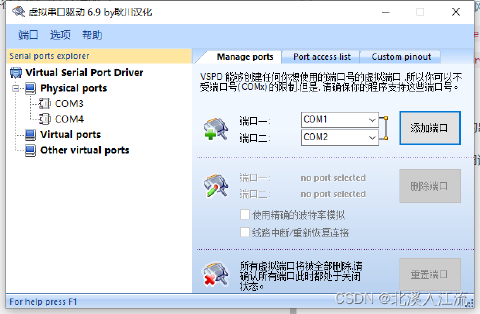 虚拟串口驱动 6.9 by耿川汉化
端口 选项 帮助
Serial ports explorer
Virtual Serial Port Driver
Physical ports
COM3
COM4
Virtual ports
Other virtual ports
Manage ports Port access list Custom pinout
VSPD 能够创建任何你想使用的端口号的虚拟端口,所以你可以不
受端口号(COMx)的限制,但是,请确保你的程序支持这些端口号。
端口一: COM1
端口二: COM2
添加端口
端口一: no port selected
端口二: no port selected
删除端口
使用精确的波特率模拟
线路中断/重新恢复连接
所有虚拟端口将被全部删除,请
确认所有端口此时都处于关闭
状态。
重置端口
For help press F1
CSDN @北溪入江流